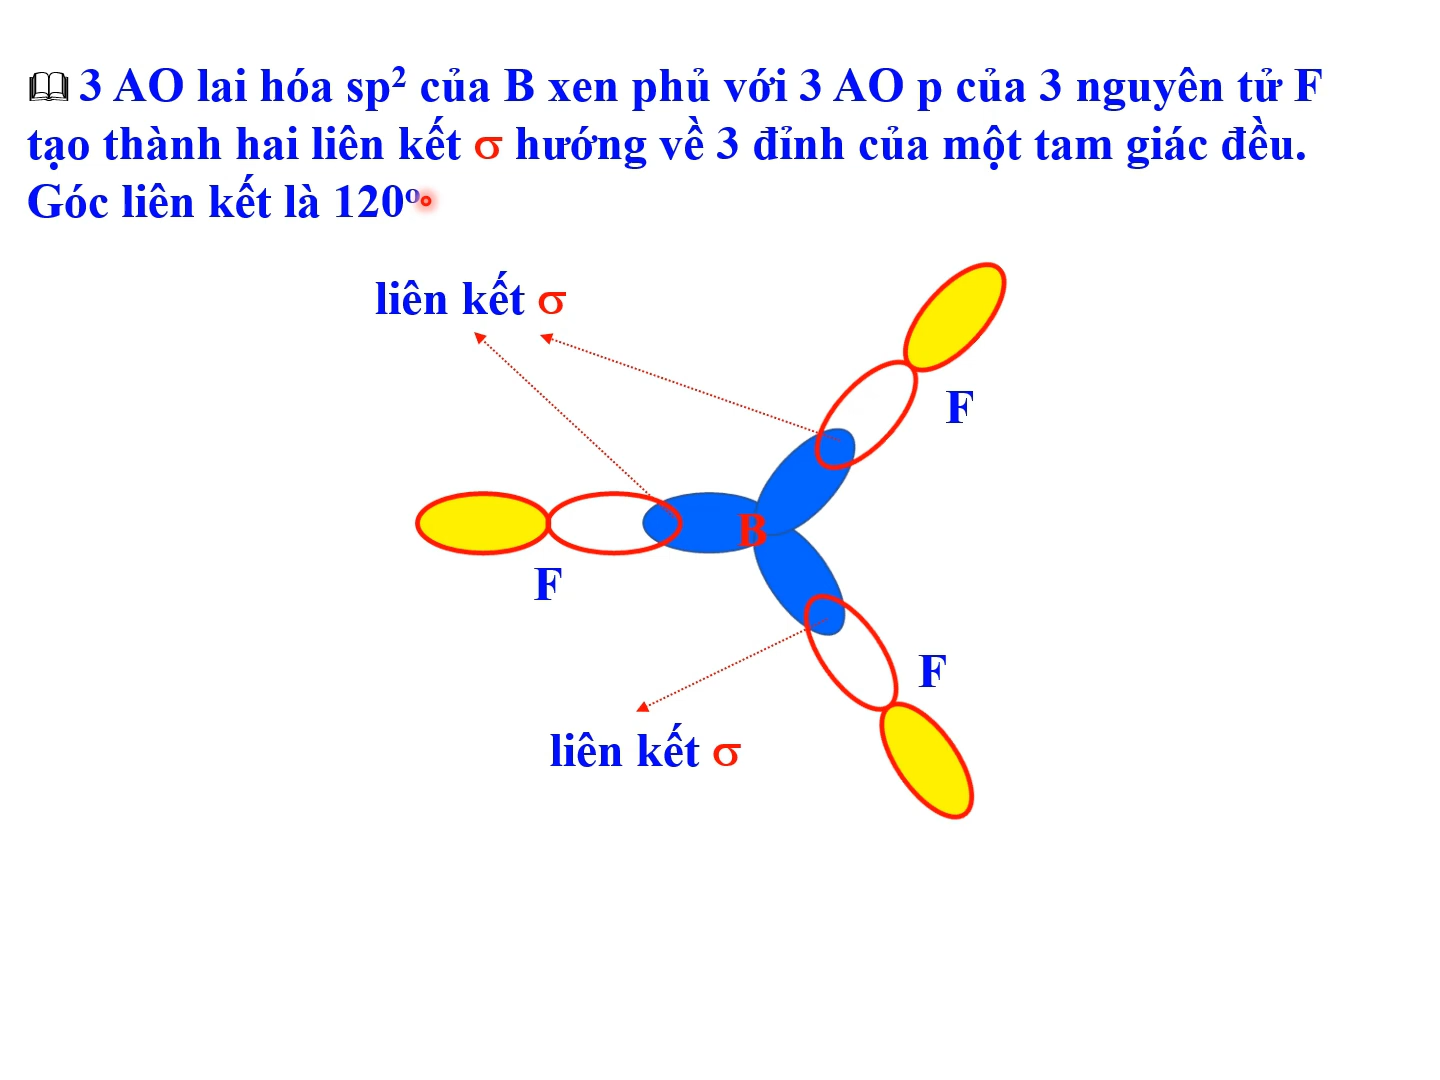 3 AO lai hóa sp² của B xen phủ với 3 AO p của 3 nguyên tử F
tạo thành hai liên kết σ hướng về 3 đỉnh của một tam giác đều.
Góc liên kết là 120º
liên kết σ
F
B
F
F
liên kết σ